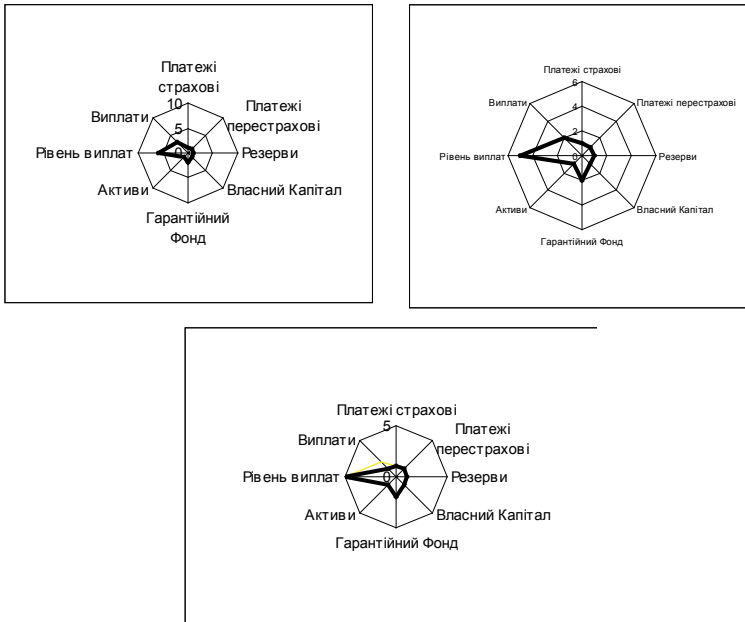 Платежі
страхові
10
5
0
Платежі
перестрахові
Резерви
Власний Капітал
Гарантійний
Фонд
Активи
Рівень виплат
Виплати
Платежі страхові
6
4
2
0
Платежі перестрахові
Резерви
Власний Капітал
Гарантійний Фонд
Активи
Рівень виплат
Виплати
Платежі страхові
5
0
Платежі
перестрахові
Резерви
Власний Капітал
Гарантійний Фонд
Активи
Рівень виплат
Виплати